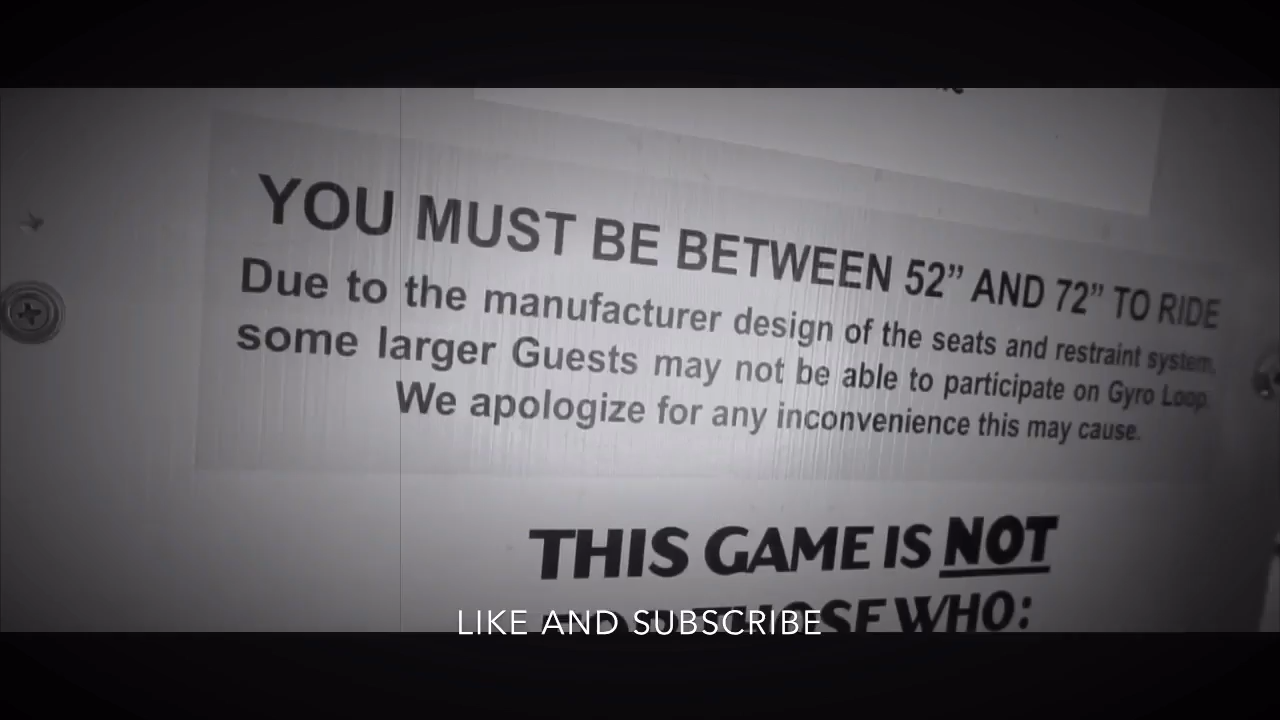 YOU MUST BE BETWEEN 52” AND 72” TO RIDE
Due to the manufacturer design of the seats and restraint system,
some larger Guests may not be able to participate on Gyro Loop.
We apologize for any inconvenience this may cause.
THIS GAME IS NOT
WHO:
LIKE AND SUBSCRIBE